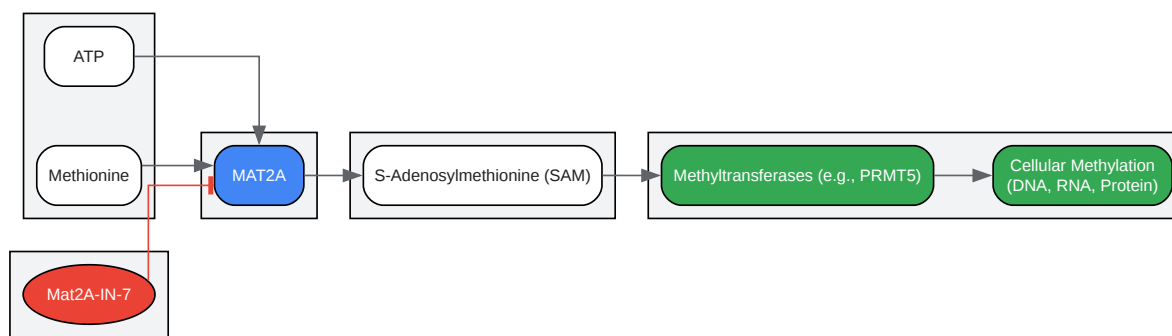 ATP
Methionine
MAT2A
S-Adenosylmethionine (SAM)
Methyltransferases (e.g., PRMT5)
Cellular Methylation
(DNA, RNA, Protein)
Mat2A-IN-7